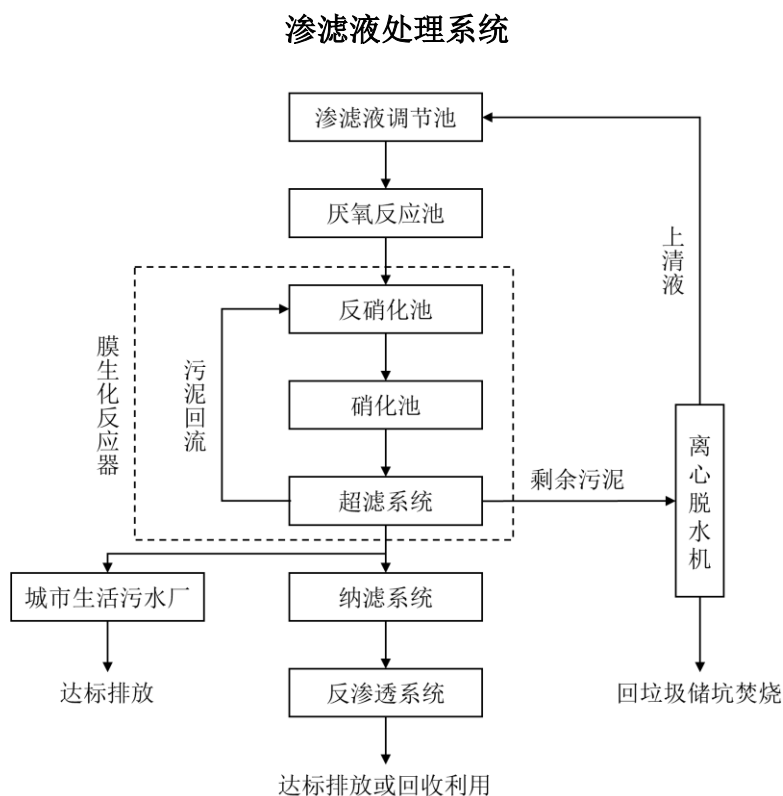 渗滤液处理系统
渗滤液调节池
厌氧反应池
上清液
反硝化池
膜生化反应器
污泥回流
硝化池
离心脱水机
超滤系统
剩余污泥
城市生活污水厂
纳滤系统
达标排放
反渗透系统
回垃圾储坑焚烧
达标排放或回收利用